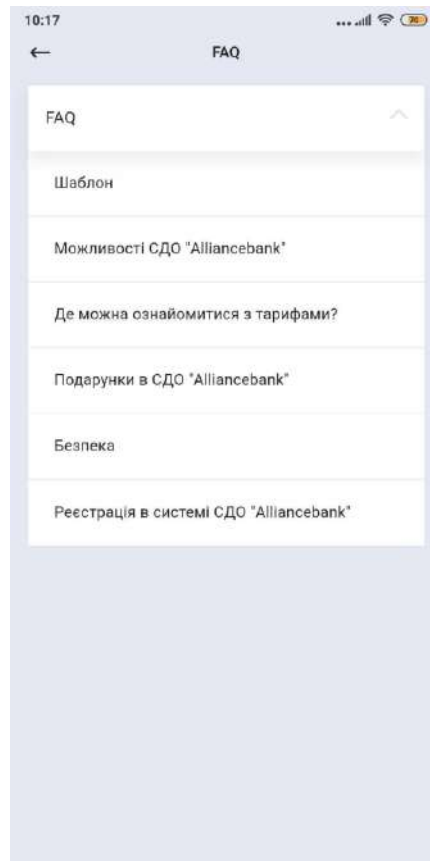 10:17
70
FAQ
FAQ
Шаблон
Можливості СДО "Alliancebank"
Де можна ознайомитися з тарифами?
Подарунки в СДО "Alliancebank"
Безпека
Реєстрація в системі СДО "Alliancebank"